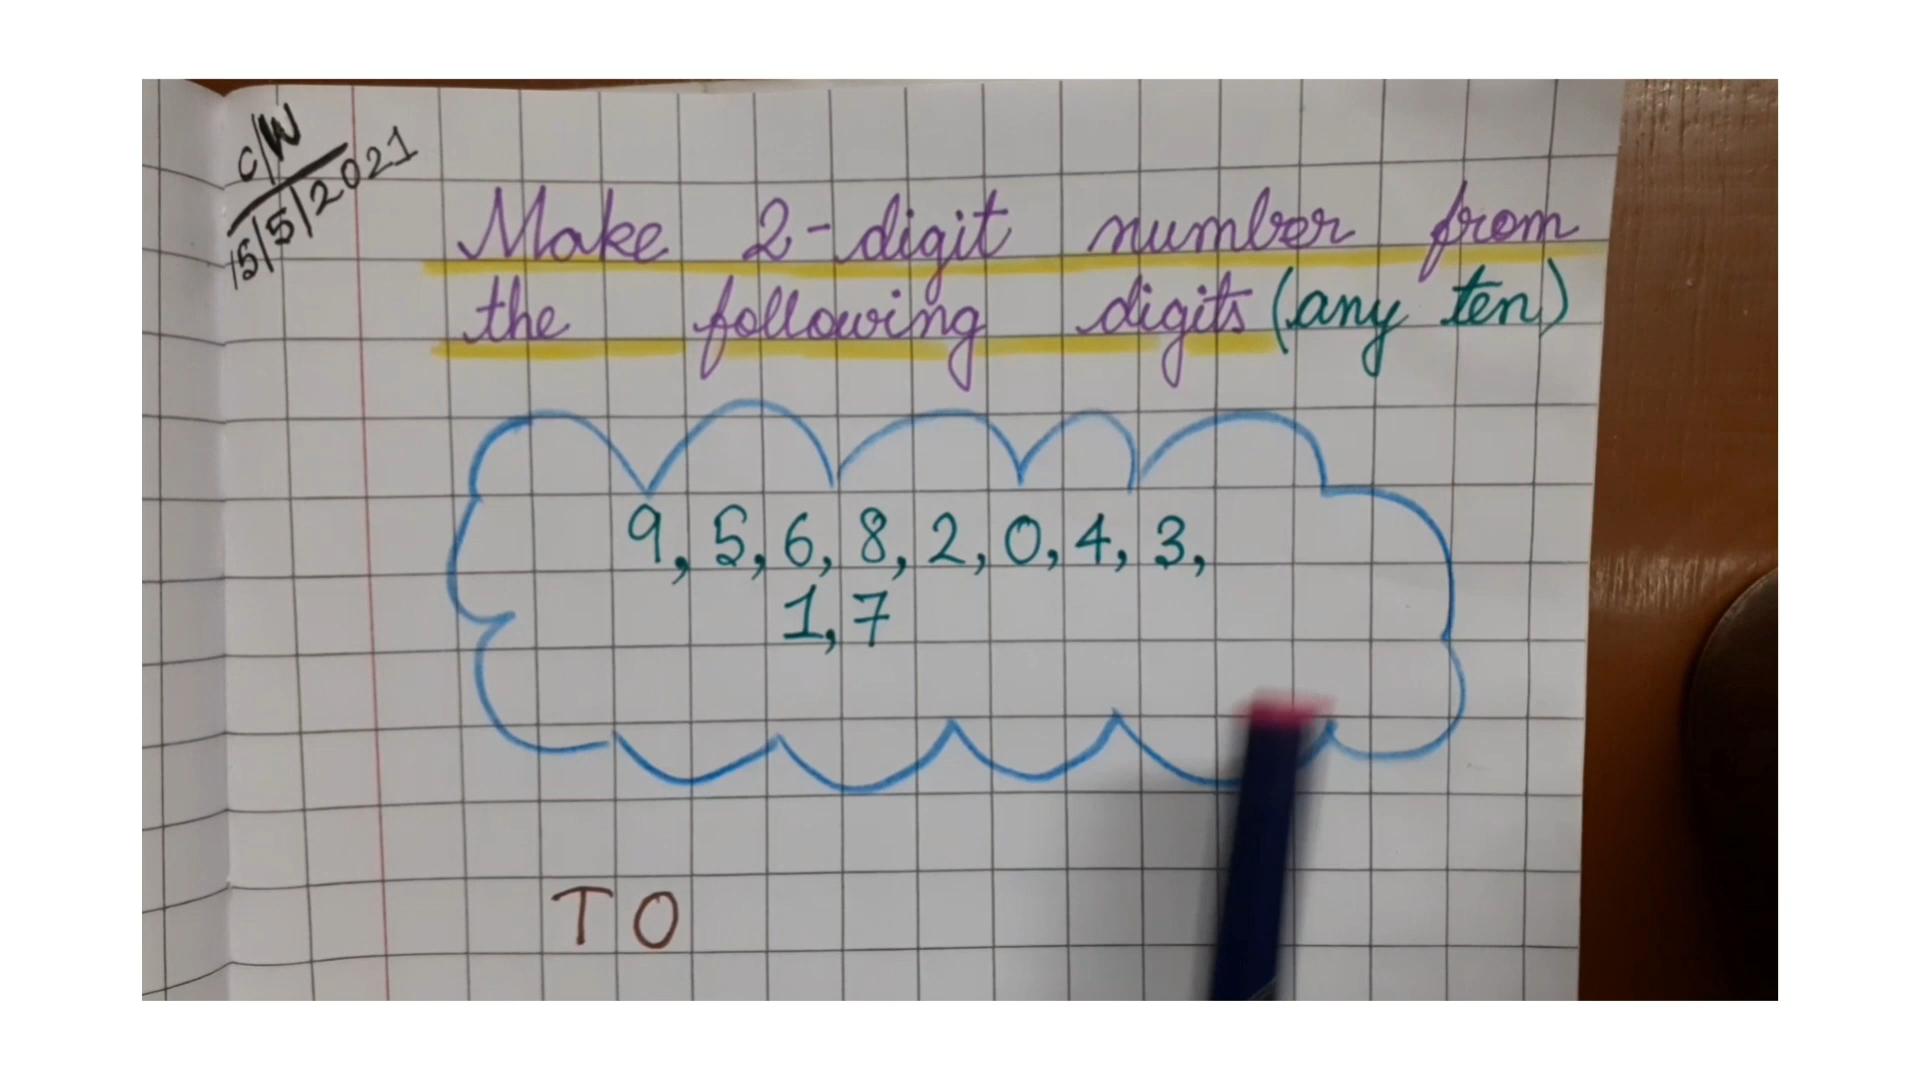 C/W
15/5/2021
Make 2-digit number from
the following digits (any ten)
9, 5, 6, 8, 2, 0, 4, 3,
1, 7
T O